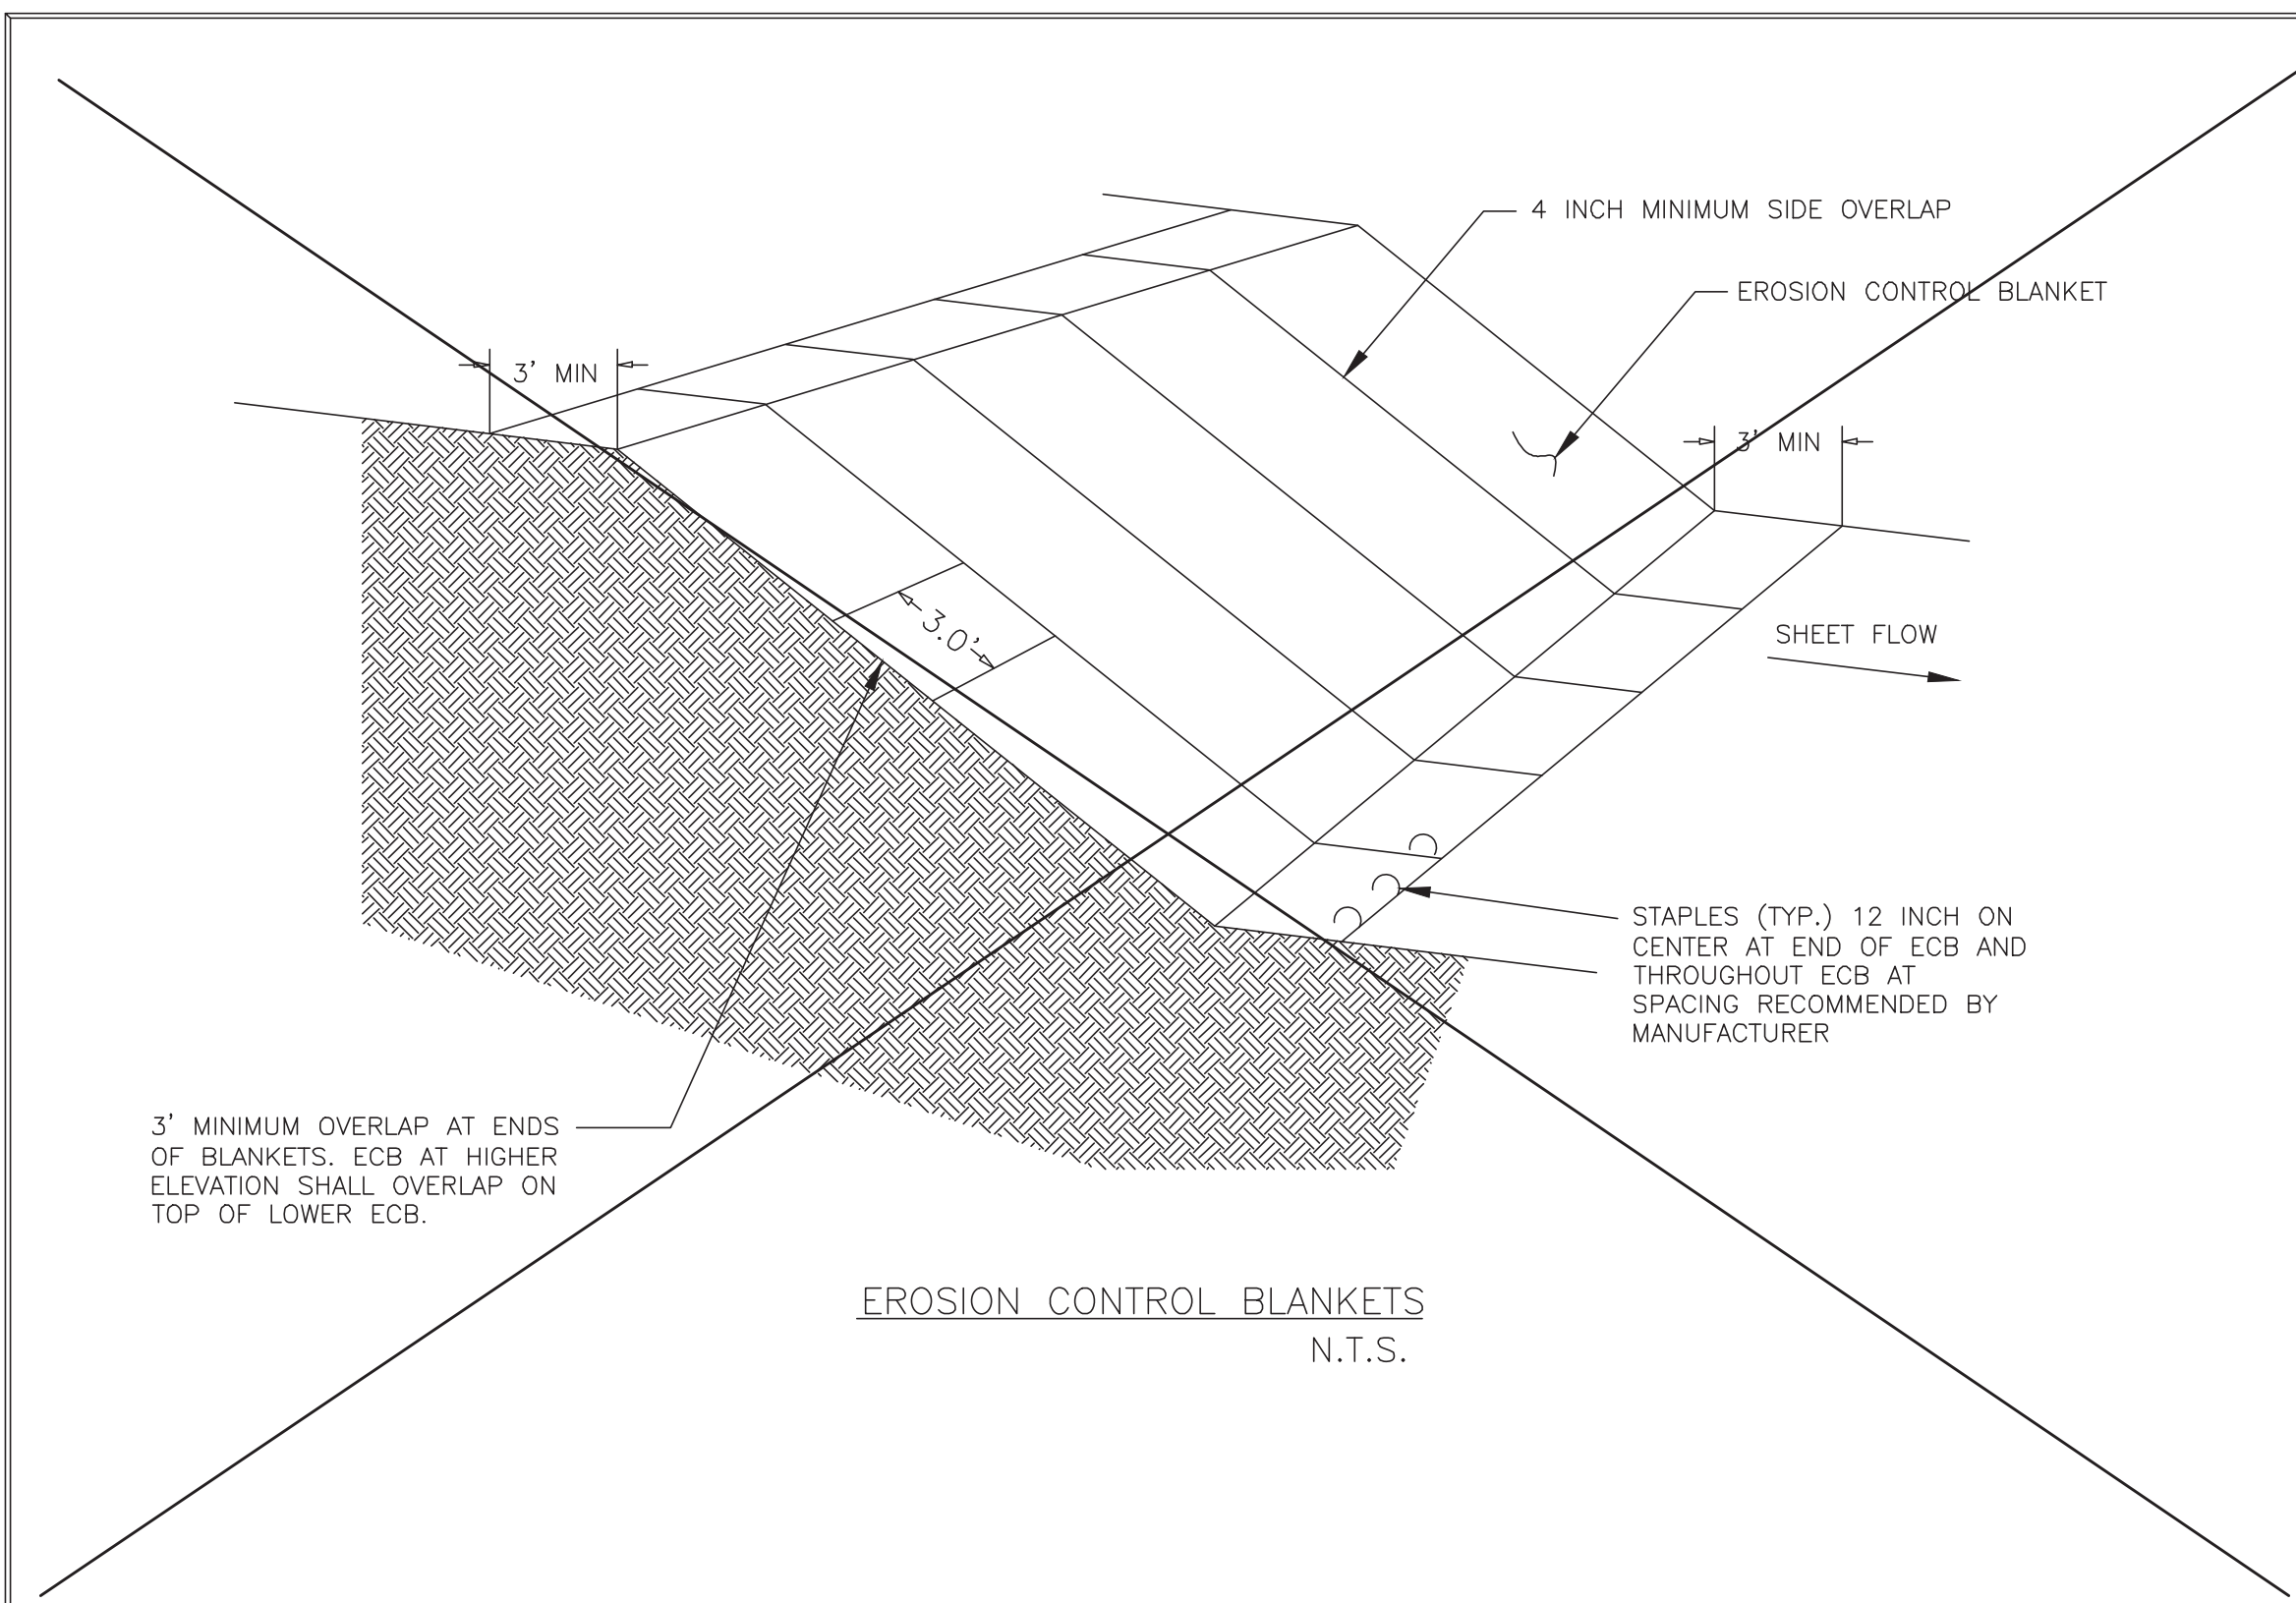 4 INCH MINIMUM SIDE OVERLAP
EROSION CONTROL BLANKET
3' MIN
3' MIN
3.0'
SHEET FLOW
STAPLES (TYP.) 12 INCH ON
CENTER AT END OF ECB AND
THROUGHOUT ECB AT
SPACING RECOMMENDED BY
MANUFACTURER
3' MINIMUM OVERLAP AT ENDS
OF BLANKETS. ECB AT HIGHER
ELEVATION SHALL OVERLAP ON
TOP OF LOWER ECB.
EROSION CONTROL BLANKETS
N.T.S.